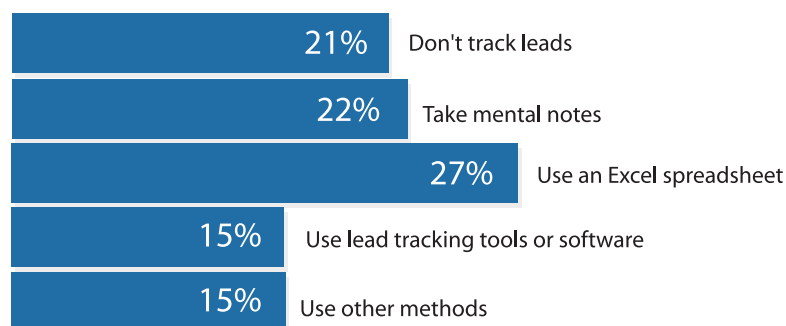 21% Don't track leads
22% Take mental notes
27% Use an Excel spreadsheet
15% Use lead tracking tools or software
15% Use other methods